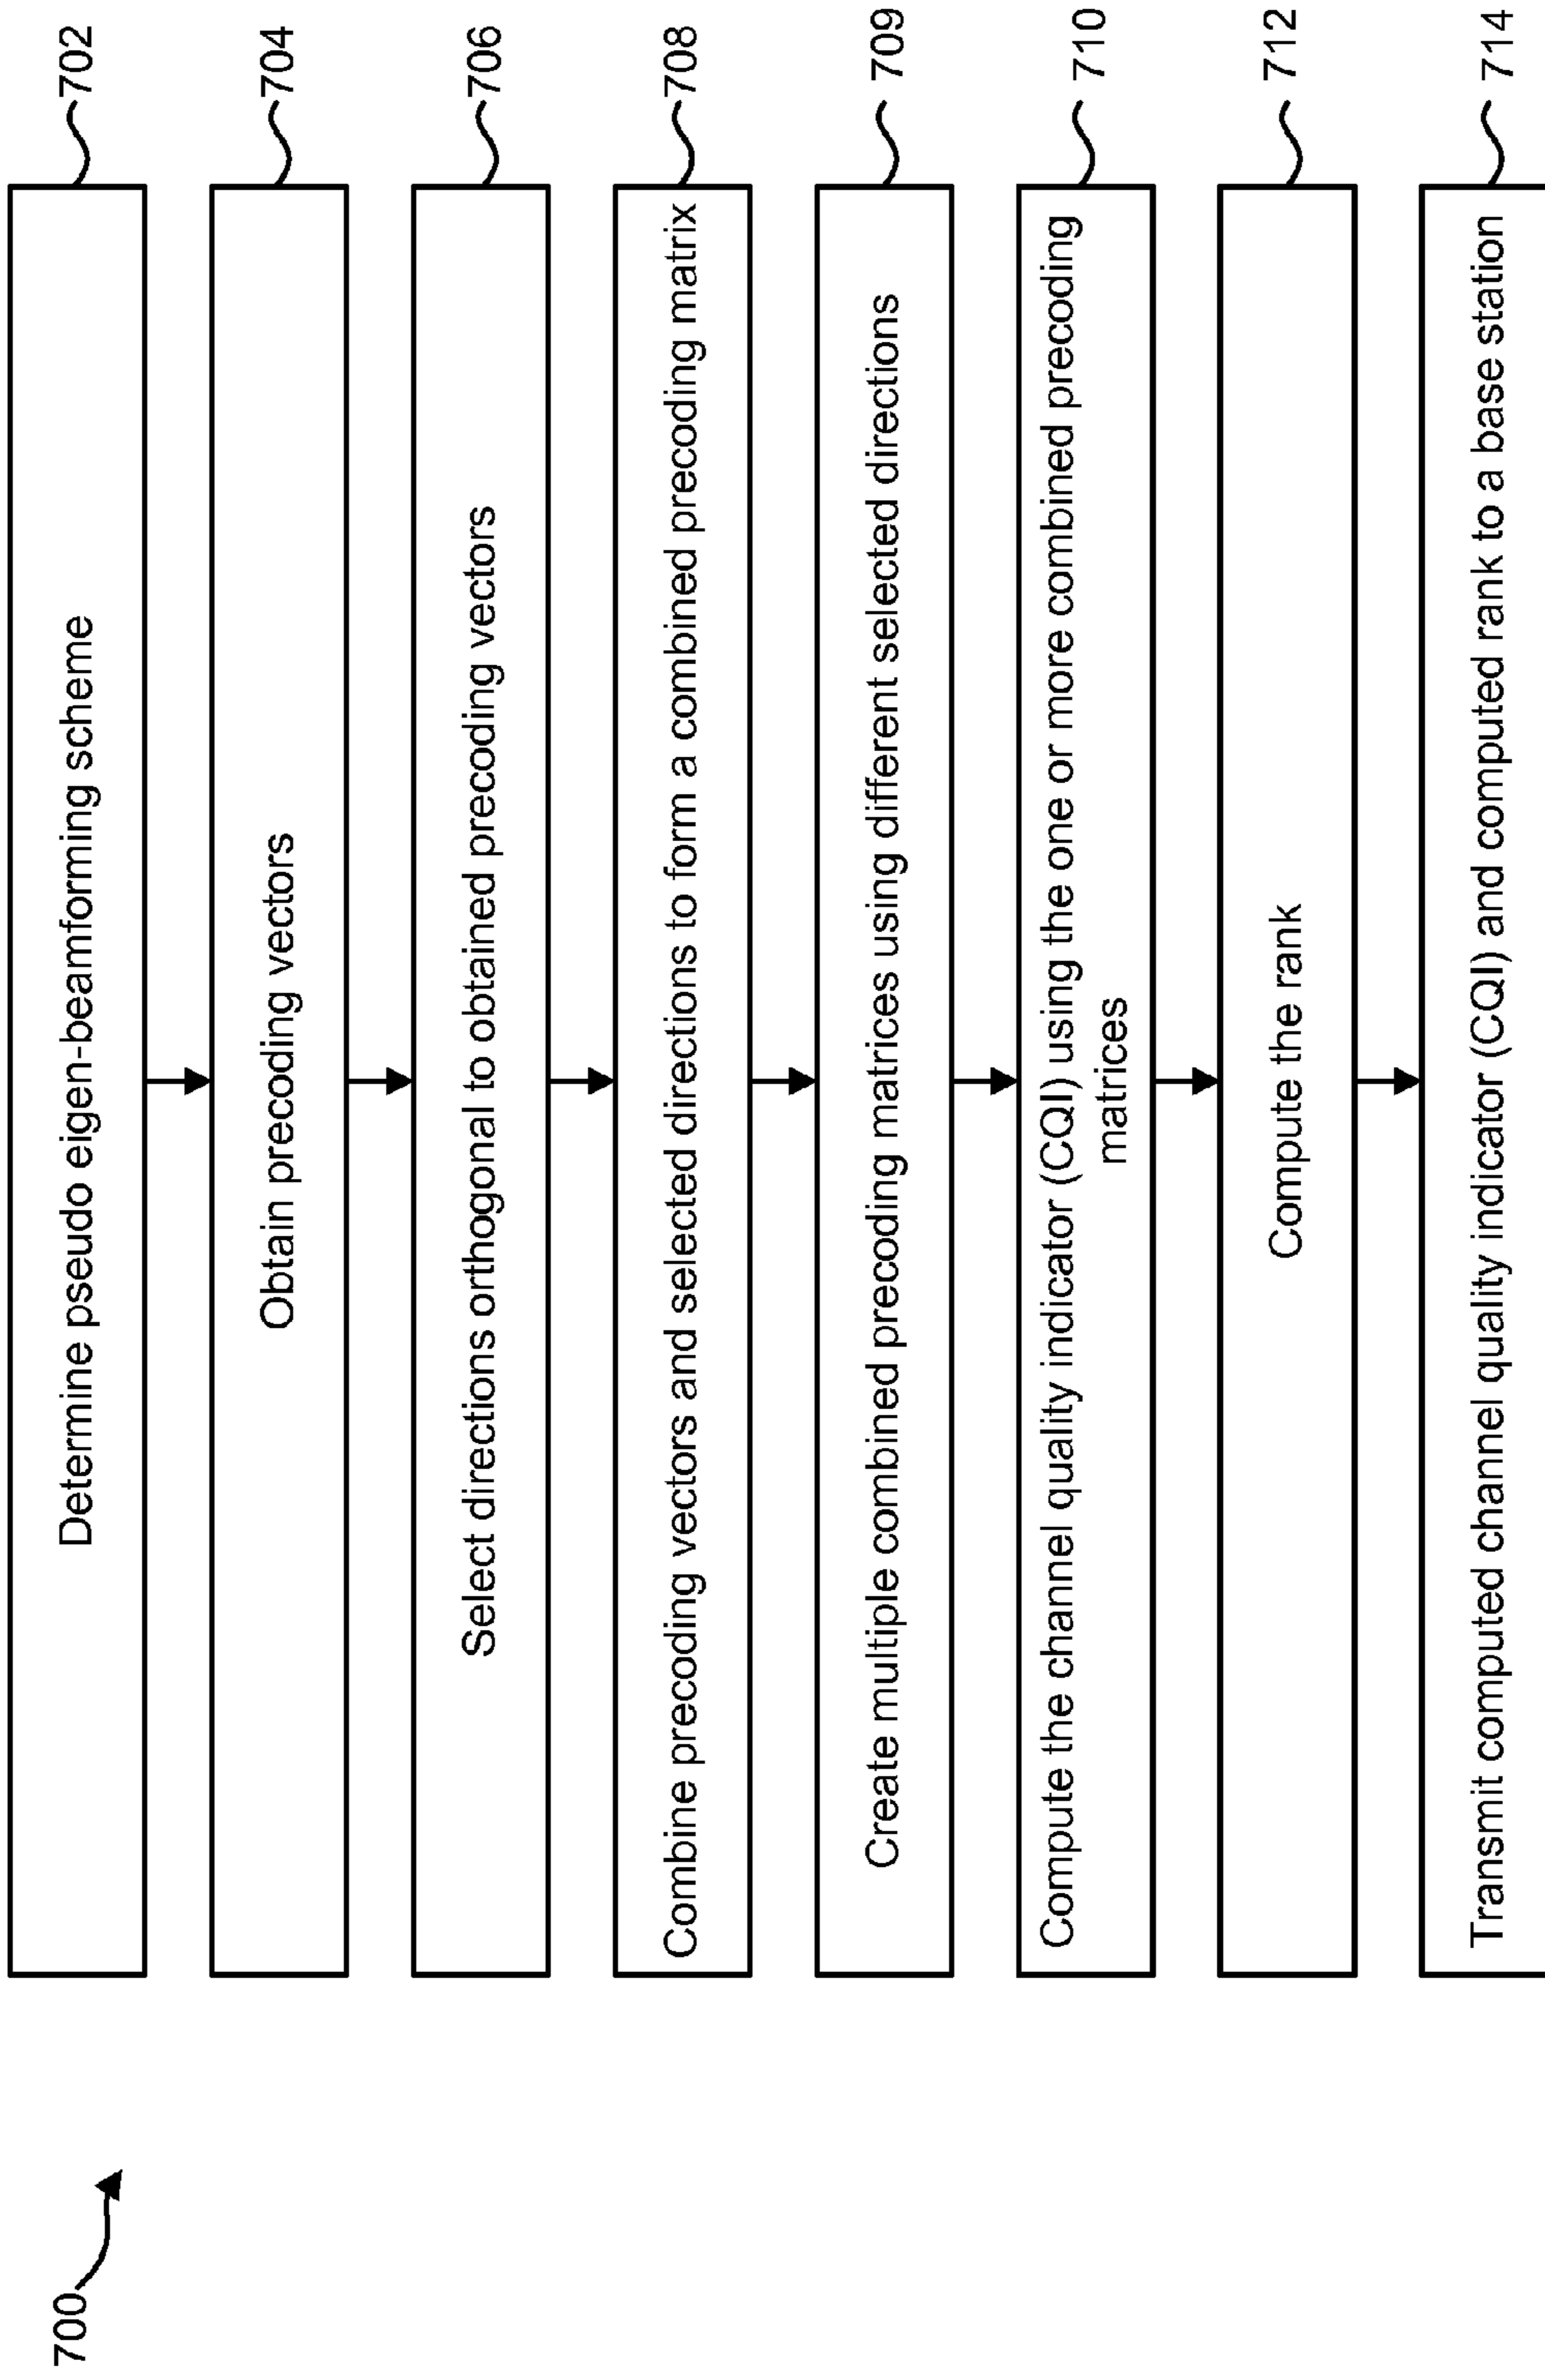 700
Determine pseudo eigen-beamforming scheme
702
Obtain precoding vectors
704
Select directions orthogonal to obtained precoding vectors
706
Combine precoding vectors and selected directions to form a combined precoding matrix
708
Create multiple combined precoding matrices using different selected directions
709
Compute the channel quality indicator (CQI) using the one or more combined precoding
matrices
710
Compute the rank
712
Transmit computed channel quality indicator (CQI) and computed rank to a base station
714